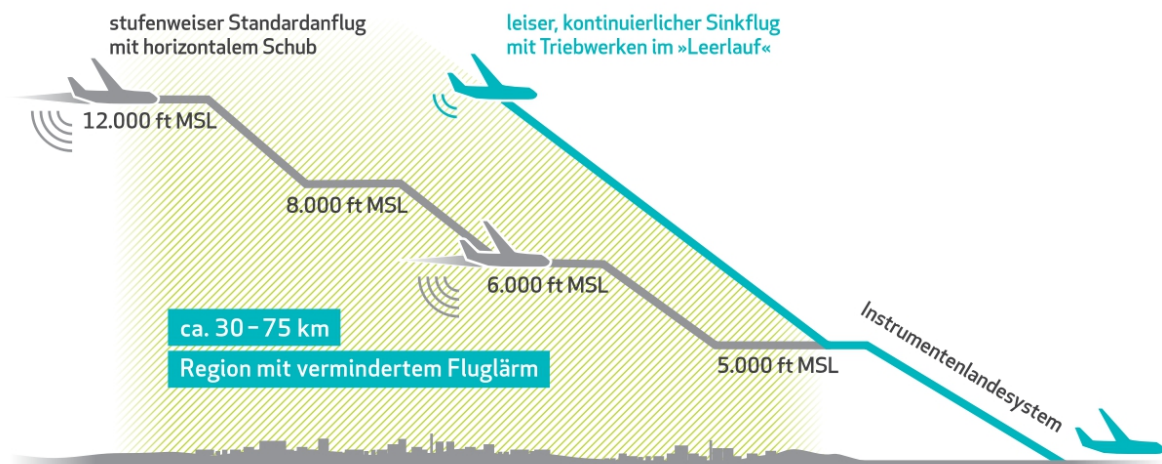 stufenweiser Standardanflug
mit horizontalem Schub
leiser, kontinuierlicher Sinkflug
mit Triebwerken im »Leerlauf«
12.000 ft MSL
8.000 ft MSL
6.000 ft MSL
ca. 30 – 75 km
Region mit vermindertem Fluglärm
5.000 ft MSL
Instrumentenlandesystem